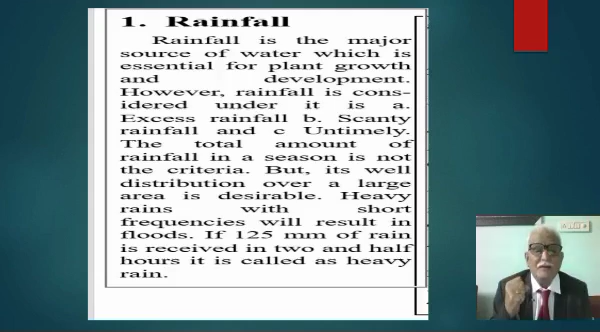 1. Rainfall
Rainfall is the major
source of water which is
essential for plant growth
and development.
However, rainfall is cons-
idered under it is a.
Excess rainfall b. Scanty
rainfall and c Untimely.
The total amount of
rainfall in a season is not
the criteria. But, its well
distribution over a large
area is desirable. Heavy
rains with short
frequencies will result in
floods. If 125 mm of rain
is received in two and half
hours it is called as heavy
rain.